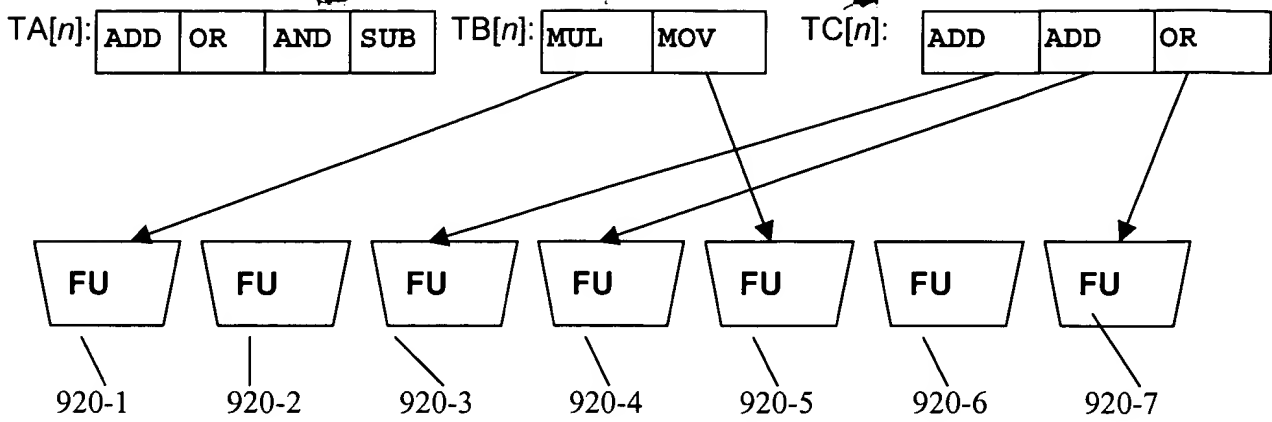 TA[n]: ADD OR AND SUB TB[n]: MUL MOV TC[n]: ADD ADD OR
FU FU FU FU FU FU FU
920-1 920-2 920-3 920-4 920-5 920-6 920-7